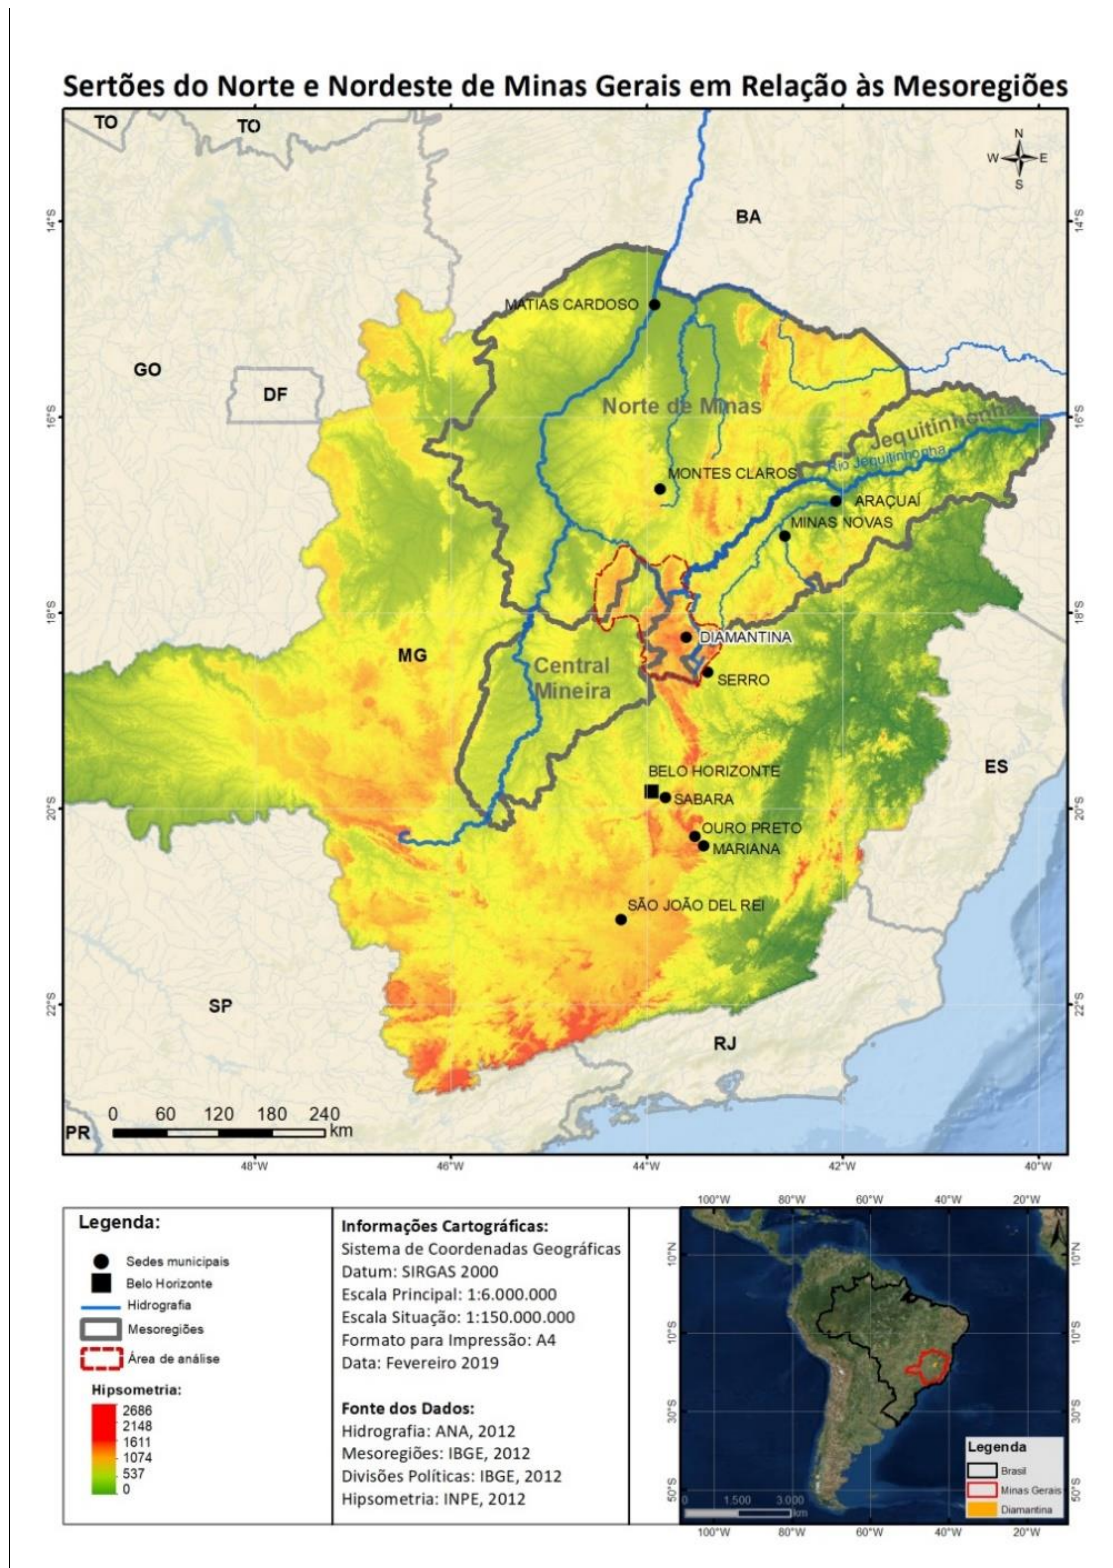 Sertões do Norte e Nordeste de Minas Gerais em Relação às Mesoregiões
TO
TO
N
W
E
S
BA
14°S
14°S
MATIAS CARDOSO
GO
DF
Norte de Minas
16°S
16°S
Jequitinhonha
Rio Jequitinhonha
MONTES CLAROS
ARAÇUAÍ
MINAS NOVAS
18°S
18°S
DIAMANTINA
MG
Central
Mineira
SERRO
ES
BELO HORIZONTE
SABARA
20°S
20°S
OURO PRETO
MARIANA
SÃO JOÃO DEL REI
22°S
22°S
SP
RJ
0 60 120 180 240
km
PR
48°W 46°W 44°W 42°W 40°W
Legenda:
Sedes municipais
Belo Horizonte
Hidrografia
Mesoregiões
Área de análise
Hipsometria:
2686
2148
1611
1074
537
0
Informações Cartográficas:
Sistema de Coordenadas Geográficas
Datum: SIRGAS 2000
Escala Principal: 1:6.000.000
Escala Situação: 1:150.000.000
Formato para Impressão: A4
Data: Fevereiro 2019
Fonte dos Dados:
Hidrografia: ANA, 2012
Mesoregiões: IBGE, 2012
Divisões Políticas: IBGE, 2012
Hipsometria: INPE, 2012
100°W 80°W 60°W 40°W 20°W
N
10°N
10°N
10°S
10°S
30°S
30°S
50°S
50°S
Legenda
Brasil
Minas Gerais
Diamantina
0 1.500 3.000
km
100°W 80°W 60°W 40°W 20°W